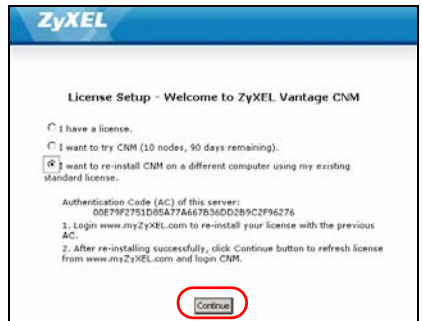 ZyXEL
License Setup - Welcome to ZyXEL Vantage CNM
I have a license.
I want to try CNM (10 nodes, 90 days remaining).
I want to re-install CNM on a different computer using my existing
standard license.
Authentication Code (AC) of this server:
00E79F2751D85A77A667B36DD2B9C2F96276
1. Login www.myZyXEL.com to re-install your license with the previous
AC.
2. After re-installing successfully, click Continue button to refresh license
from www.myZyXEL.com and login CNM.
Continue